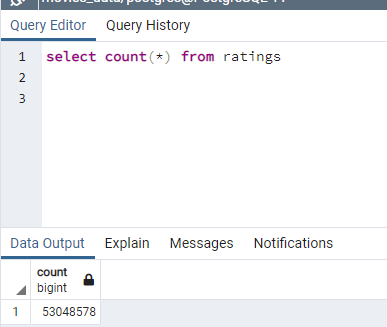 movies_data/postgres@PostgreSQL
Query Editor Query History
1 select count(*) from ratings
2
3
Data Output Explain Messages Notifications
count
bigint
1 53048578